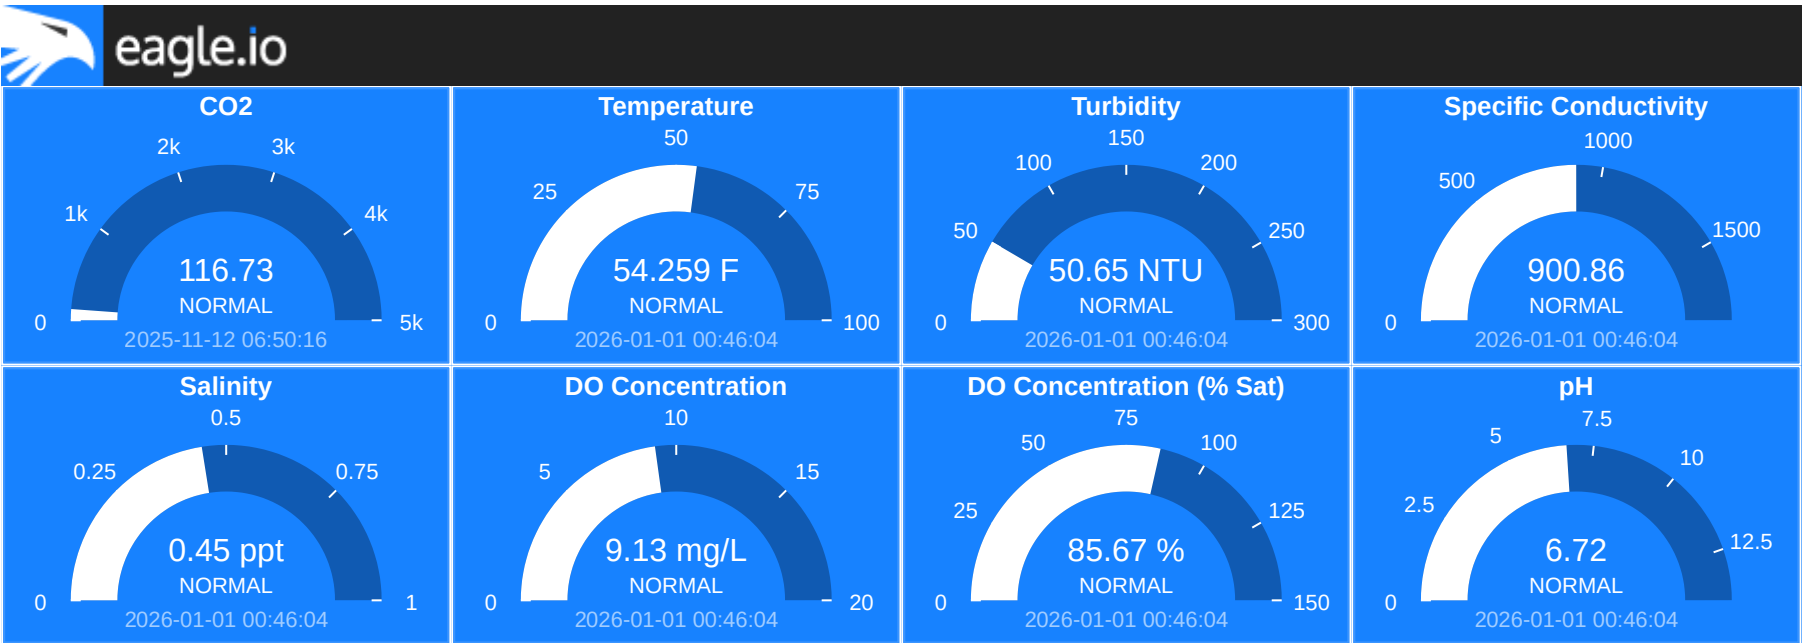 eagle.io
CO2
0
1k
2k
3k
4k
5k
116.73
NORMAL
2025-11-12 06:50:16
Temperature
0
25
50
75
100
54.259 F
NORMAL
2026-01-01 00:46:04
Turbidity
0
50
100
150
200
250
300
50.65 NTU
NORMAL
2026-01-01 00:46:04
Specific Conductivity
0
500
1000
1500
900.86
NORMAL
2026-01-01 00:46:04
Salinity
0
0.25
0.5
0.75
1
0.45 ppt
NORMAL
2026-01-01 00:46:04
DO Concentration
0
5
10
15
20
9.13 mg/L
NORMAL
2026-01-01 00:46:04
DO Concentration (% Sat)
0
25
50
75
100
125
150
85.67 %
NORMAL
2026-01-01 00:46:04
pH
0
2.5
5
7.5
10
12.5
6.72
NORMAL
2026-01-01 00:46:04